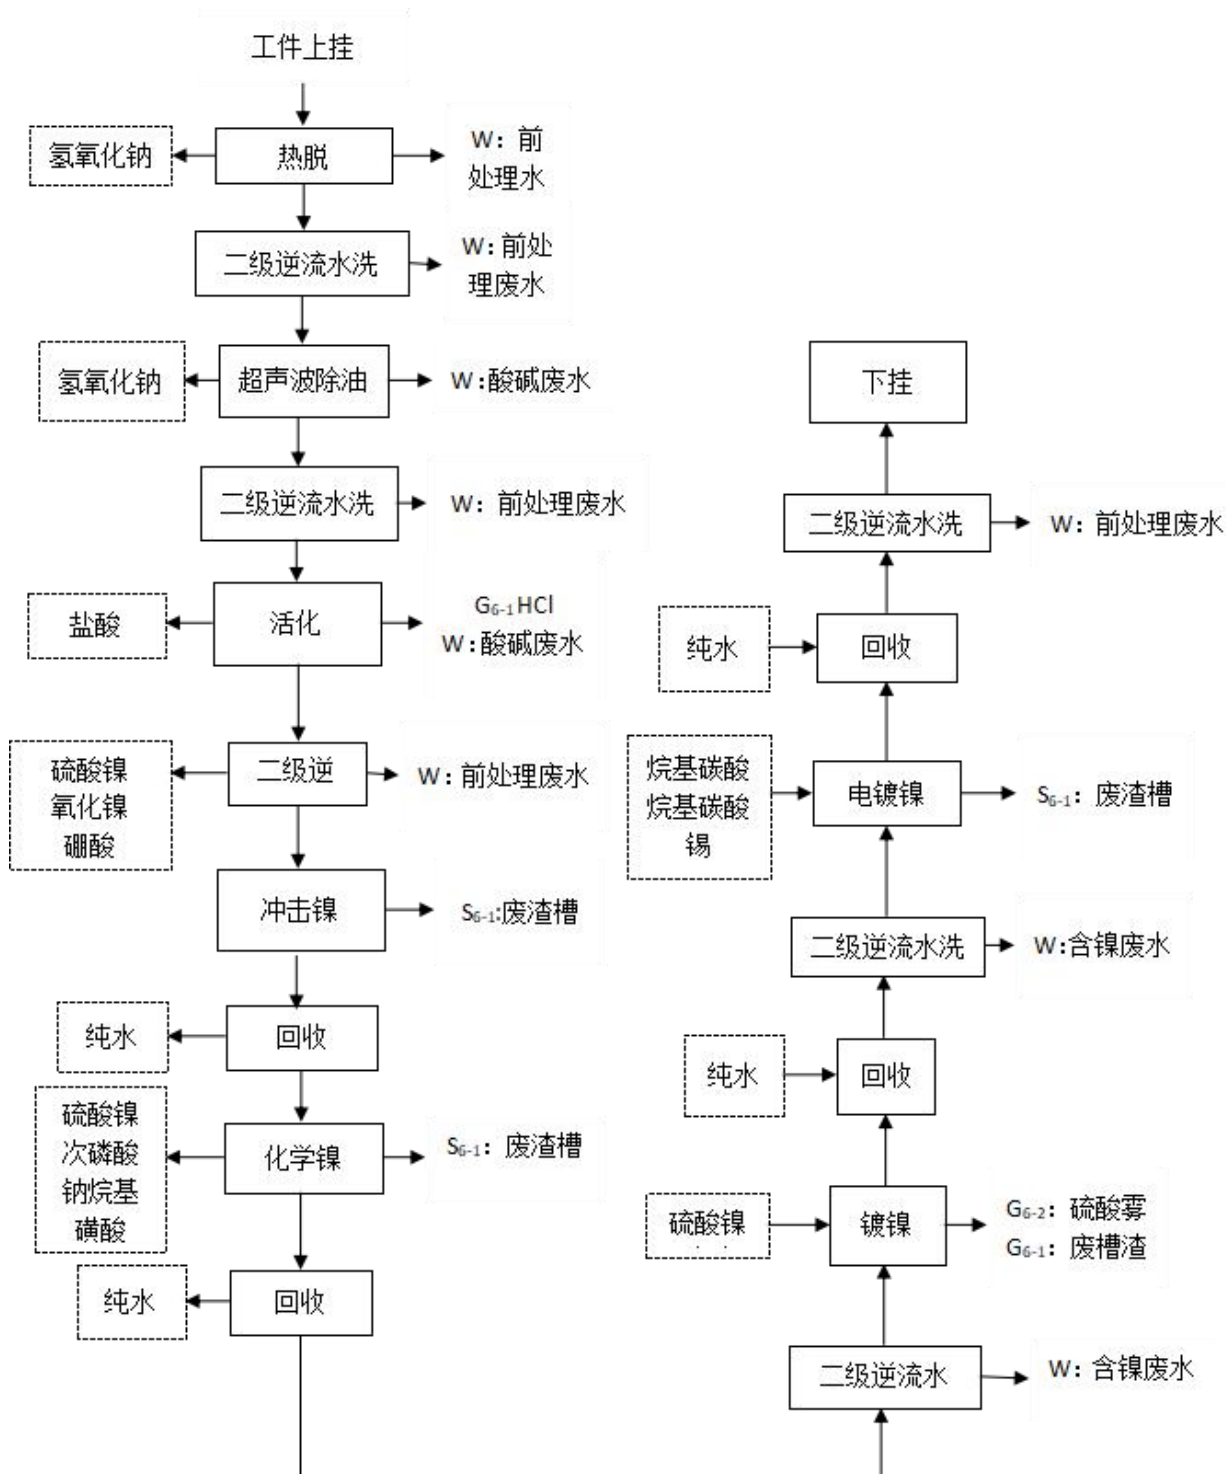 工件上挂
氢氧化钠
热脱
W：前
处理水
二级逆流水洗
W：前处
理废水
氢氧化钠
超声波除油
W：酸碱废水
二级逆流水洗
W：前处理废水
盐酸
活化
G6-1 HCl
W：酸碱废水
硫酸镍
氧化镍
硼酸
二级逆
W：前处理废水
冲击镍
S6-1:废渣槽
纯水
回收
硫酸镍
次磷酸
钠烷基
磺酸
化学镍
S6-1：废渣槽
纯水
回收
下挂
二级逆流水洗
W：前处理废水
纯水
回收
烷基碳酸
烷基碳酸
锡
电镀镍
S6-1：废渣槽
二级逆流水洗
W:含镍废水
纯水
回收
硫酸镍
镀镍
G6-2：硫酸雾
G6-1：废槽渣
二级逆流水
W：含镍废水